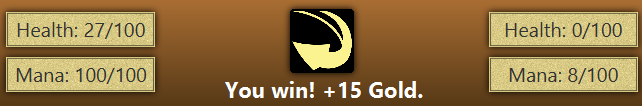 Health: 27/100
Mana: 100/100
You win! +15 Gold.
Health: 0/100
Mana: 8/100